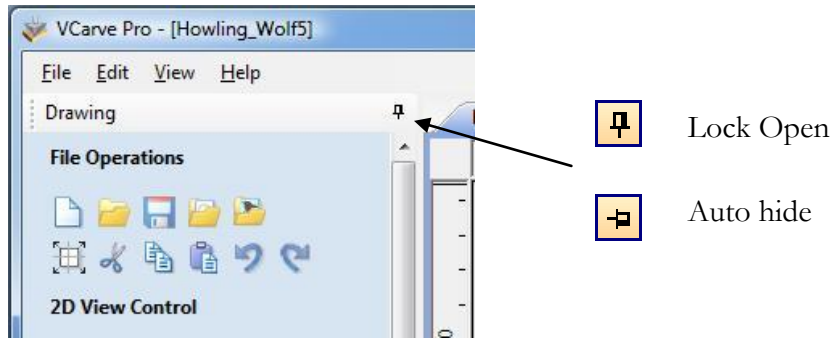 VCarve Pro - [Howling_Wolf5]
File Edit View Help
Drawing
File Operations
2D View Control
Lock Open
Auto hide